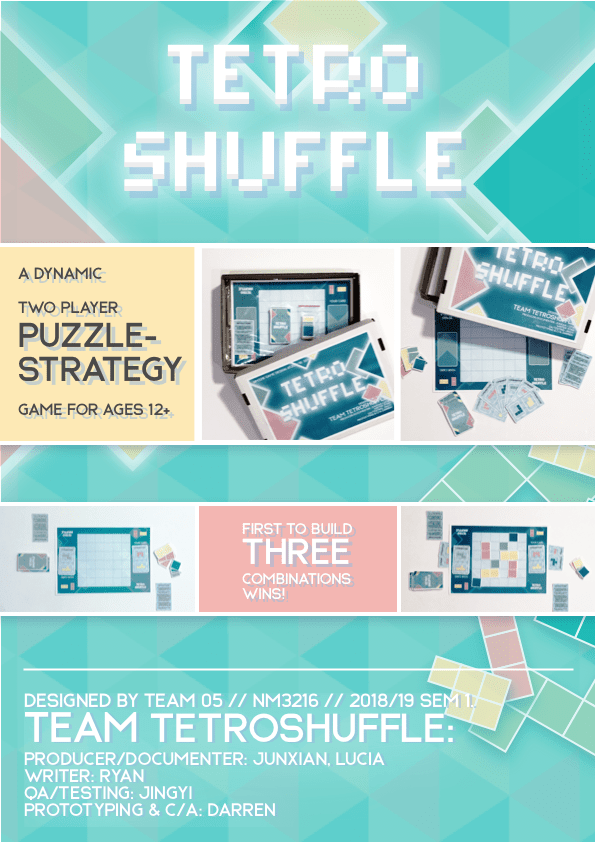 TETRO
SHUFFLE
A DYNAMIC
TWO PLAYER
PUZZLE-
STRATEGY
GAME FOR AGES 12+
TETRO
SHUFFLE
TEAM TETROSHUFFLE
TETRO
SHUFFLE
TEAM TETROSHUFFLE
FIRST TO BUILD
THREE
COMBINATIONS
WINS!
DESIGNED BY TEAM 05 // NM3216 // 2018/19 SEM 1.
TEAM TETROSHUFFLE:
PRODUCER/DOCUMENTER: JUNXIAN, LUCIA
WRITER: RYAN
QA/TESTING: JINGYI
PROTOTYPING & C/A: DARREN